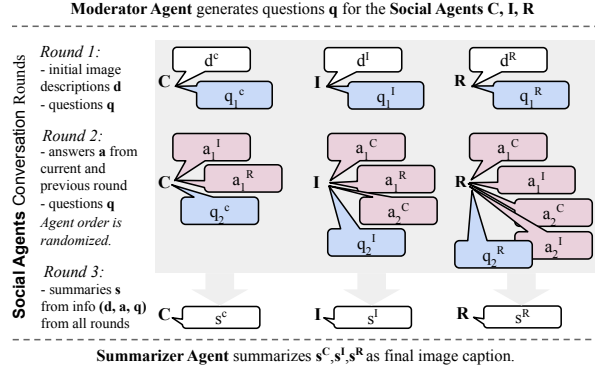 Moderator Agent generates questions q for the Social Agents C, I, R
Social Agents Conversation Rounds
Round 1:
- initial image
descriptions d
- questions q
C
d^c
q_1^c
I
d^I
q_1^I
R
d^R
q_1^R
Round 2:
- answers a from
current and
previous round
- questions q
Agent order is
randomized.
C
a_1^I
a_1^R
q_2^c
I
a_1^C
a_1^R
a_2^C
q_2^I
R
a_1^C
a_1^I
a_2^C
a_2^I
q_2^R
Round 3:
- summaries s
from info (d, a, q)
from all rounds
C
s^c
I
s^I
R
s^R
Summarizer Agent summarizes s^C,s^I,s^R as final image caption.